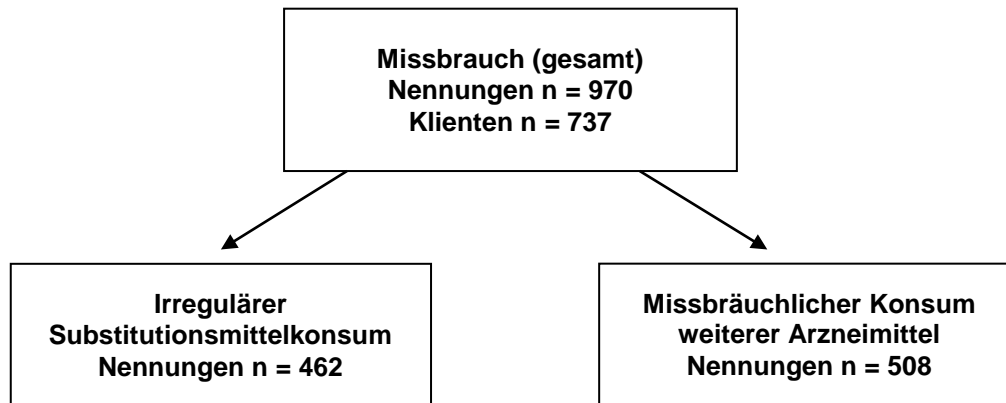 Missbrauch (gesamt)
Nennungen n = 970
Klienten n = 737
Irregulärer
Substitutionsmittelkonsum
Nennungen n = 462
Missbräuchlicher Konsum
weiterer Arzneimittel
Nennungen n = 508